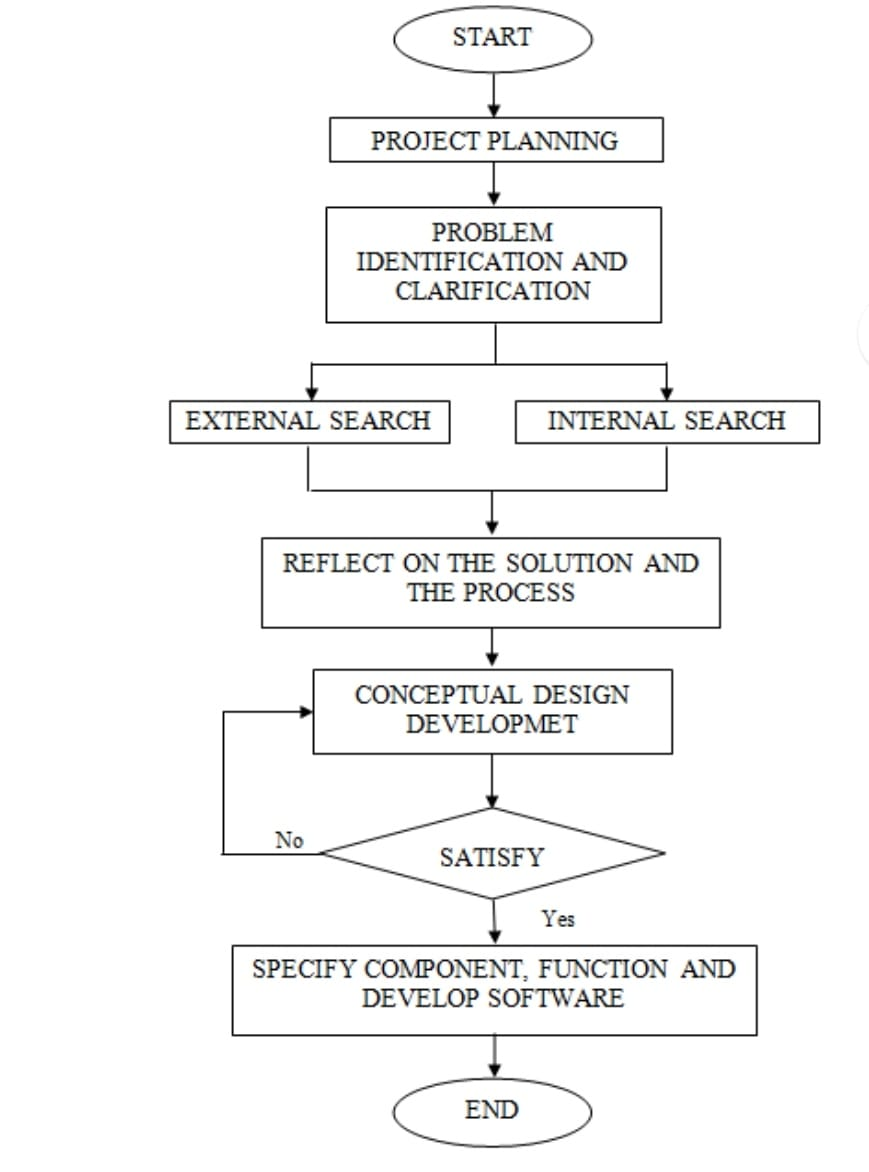 START
PROJECT PLANNING
PROBLEM
IDENTIFICATION AND
CLARIFICATION
EXTERNAL SEARCH
INTERNAL SEARCH
REFLECT ON THE SOLUTION AND
THE PROCESS
CONCEPTUAL DESIGN
DEVELOPMET
No
SATISFY
Yes
SPECIFY COMPONENT, FUNCTION AND
DEVELOP SOFTWARE
END